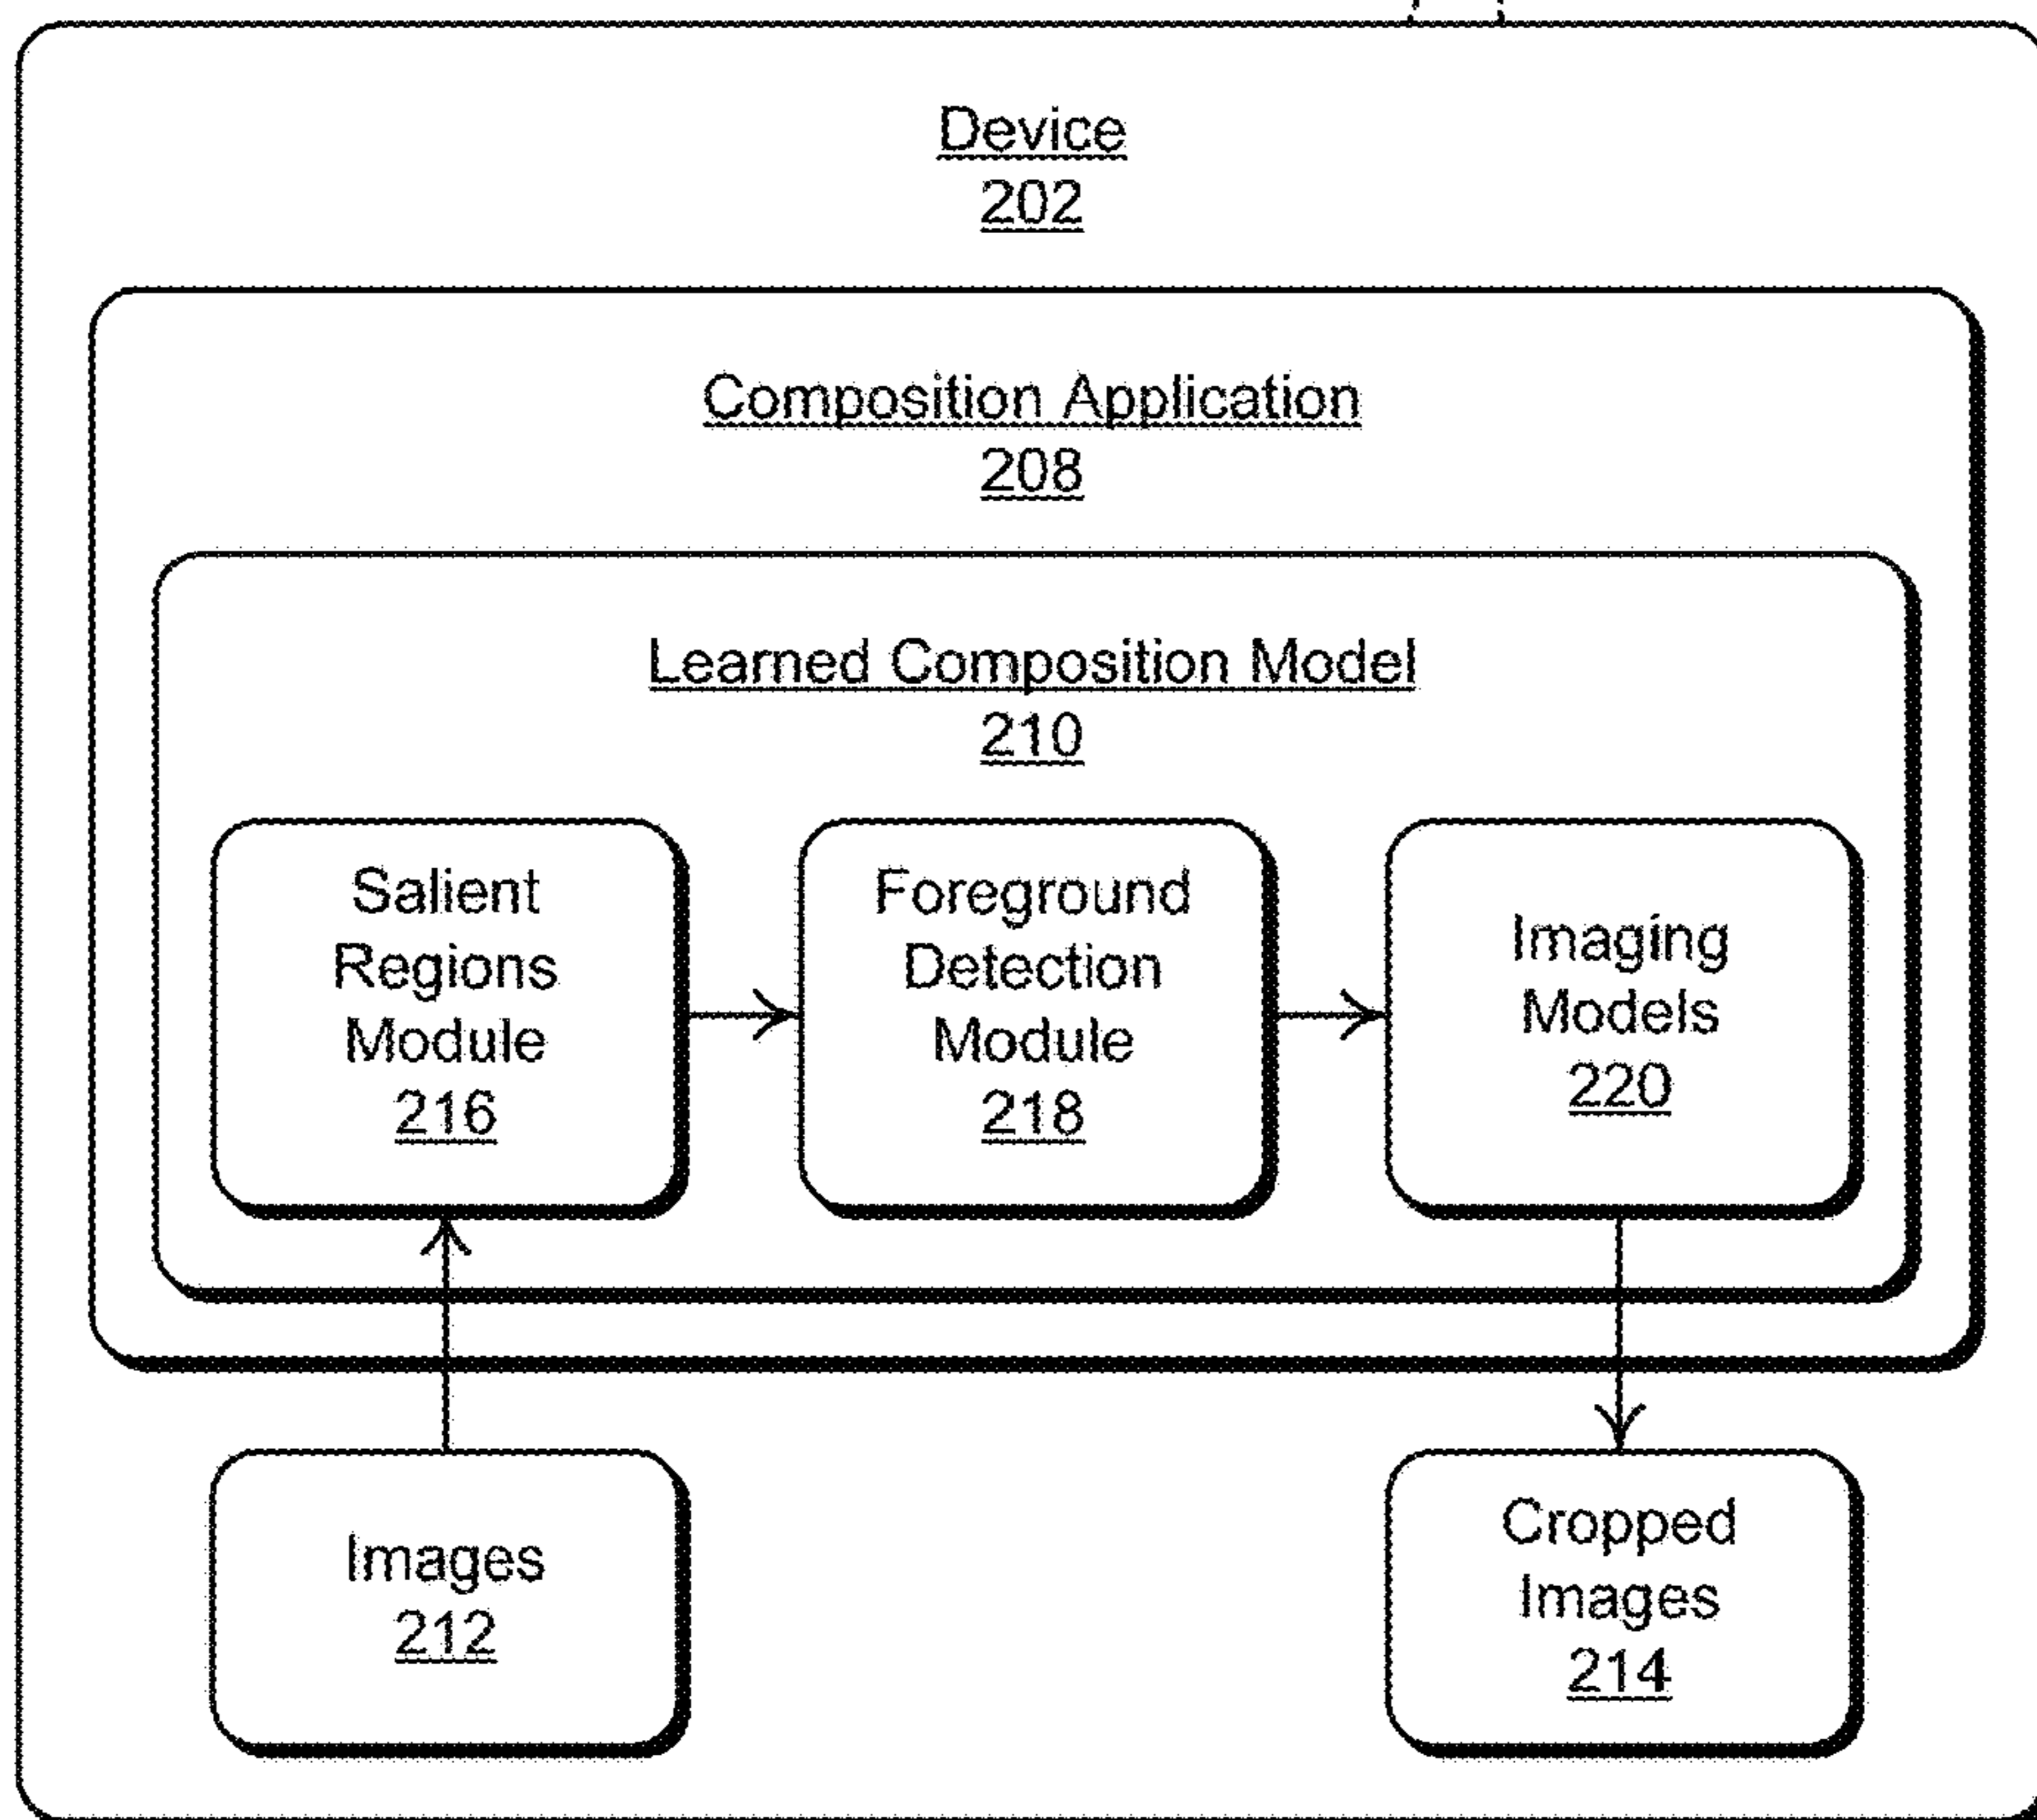 Device
202
Composition Application
208
Learned Composition Model
210
Salient
Regions
Module
216
Foreground
Detection
Module
218
Imaging
Models
220
Images
212
Cropped
Images
214